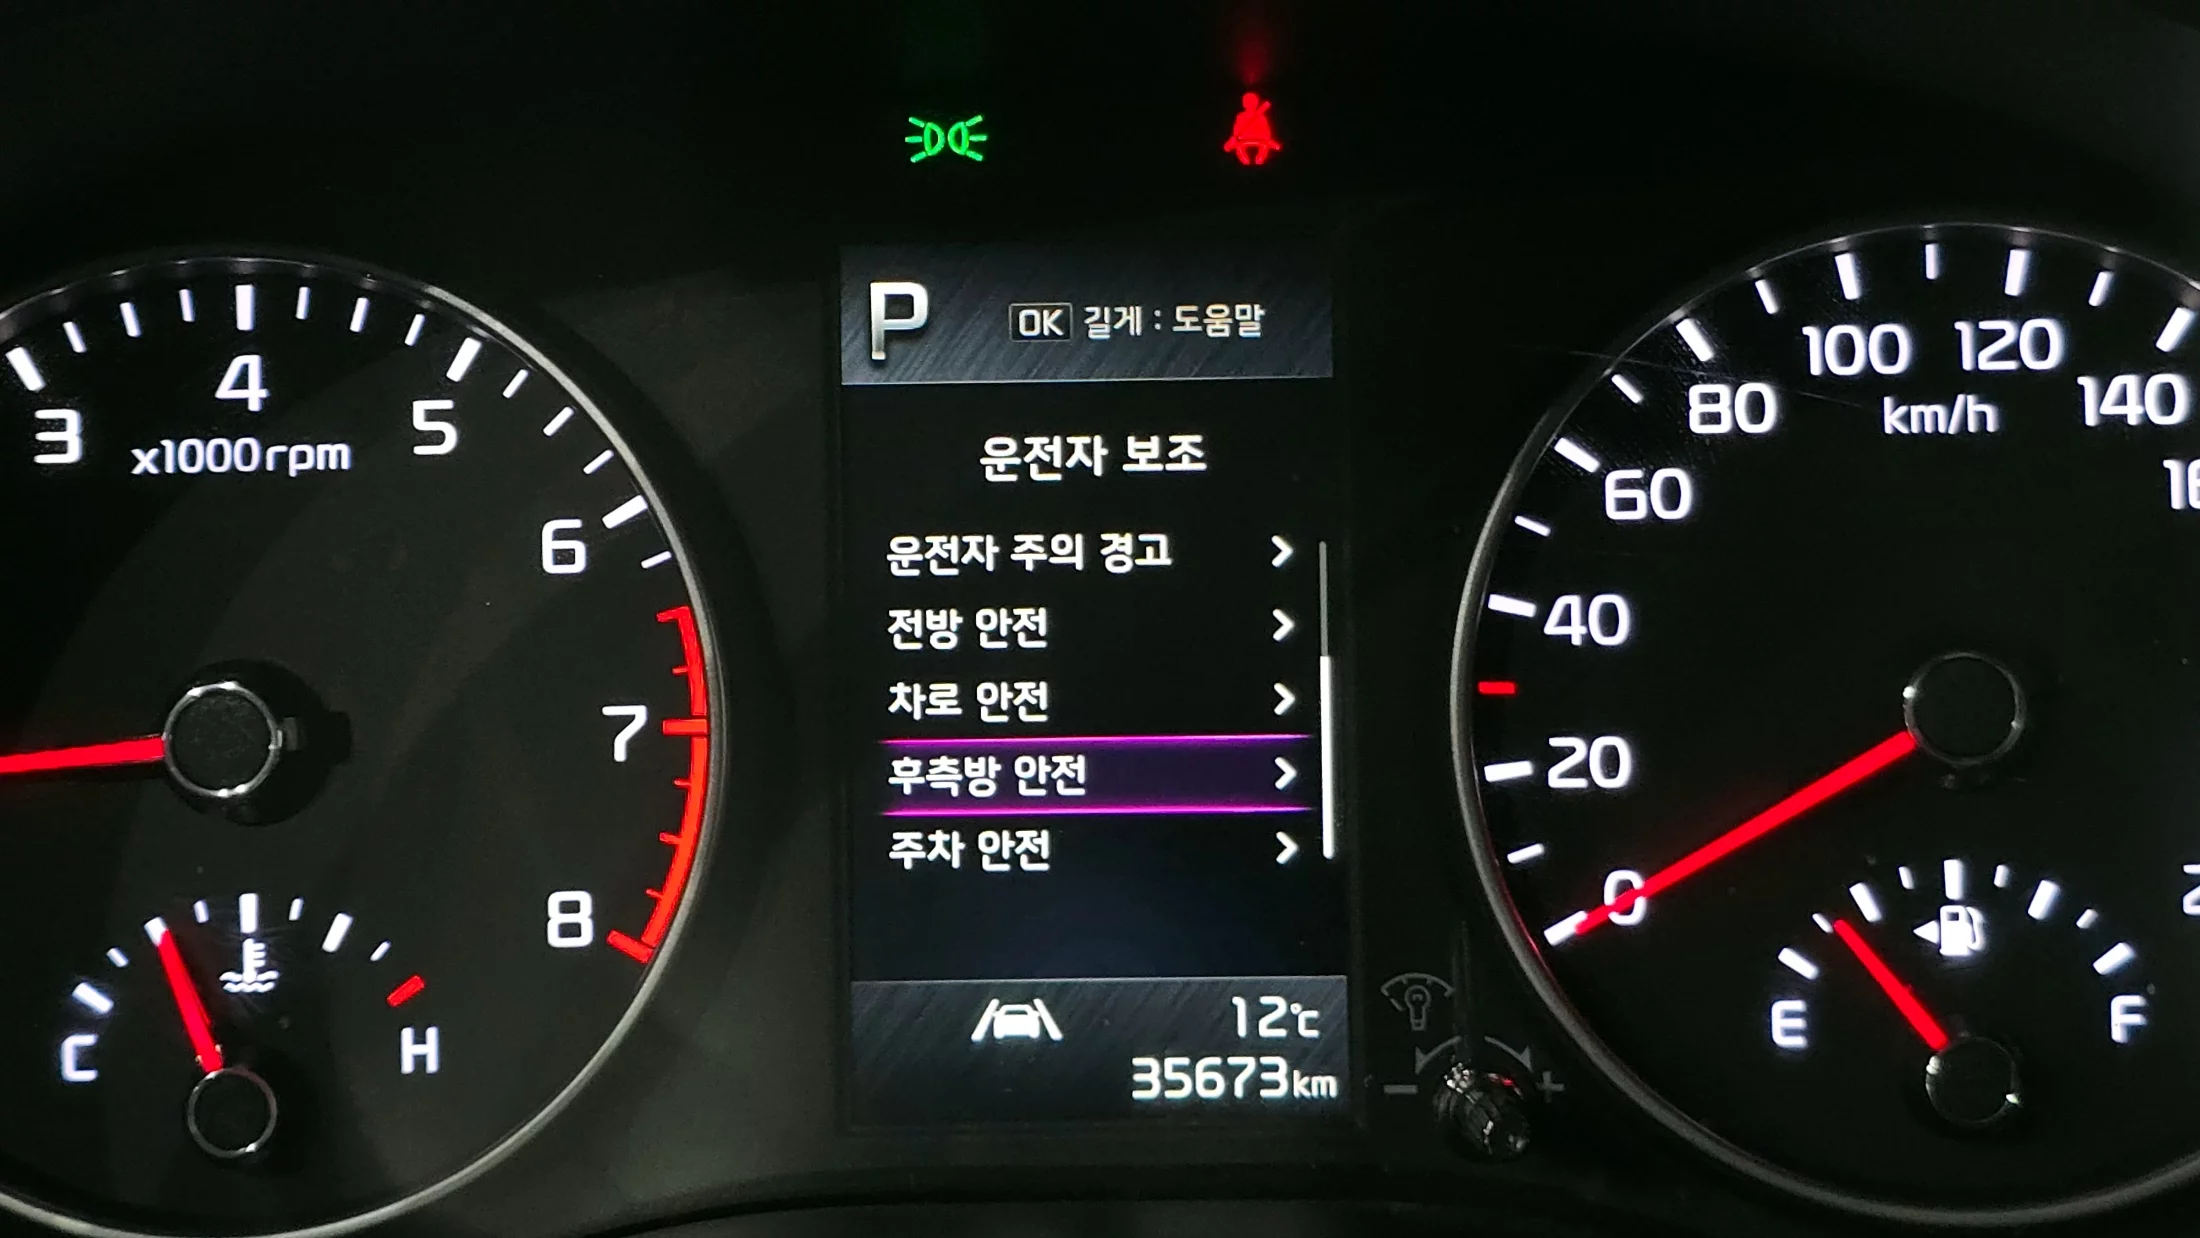 P
OK 길게 : 도움말
운전자 보조
운전자 주의 경고
전방 안전
차로 안전
후측방 안전
주차 안전
12℃
35673km
3
4
5
6
7
8
x1000rpm
C
H
0
20
40
60
80
100
120
140
km/h
E
F